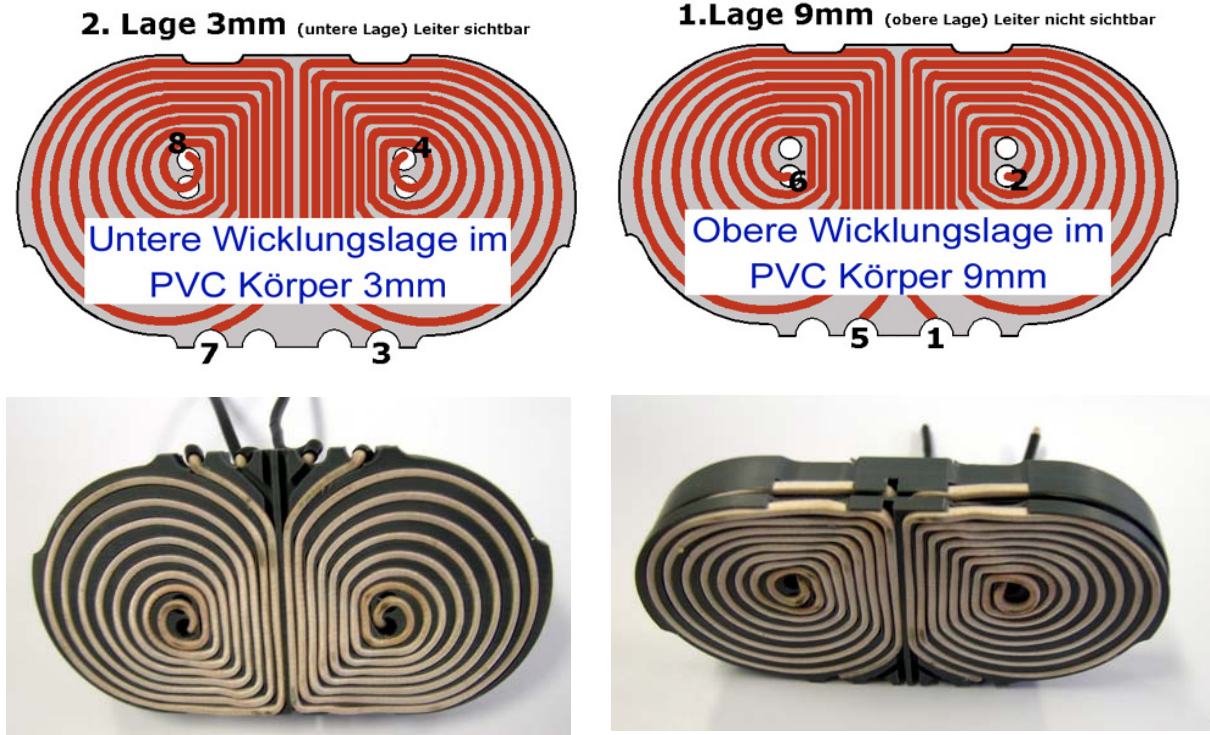 2. Lage 3mm (untere Lage) Leiter sichtbar
8
4
Untere Wicklungslage im
PVC Körper 3mm
7
3
1.Lage 9mm (obere Lage) Leiter nicht sichtbar
6
2
Obere Wicklungslage im
PVC Körper 9mm
5
1